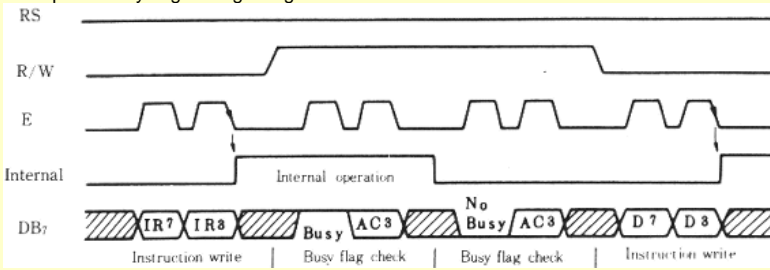 RS
R/W
E
Internal
Internal operation
DB₇
IR7 IR3 Busy AC3 No Busy AC3 D7 D3
Instruction write Busy flag check Busy flag check Instruction write